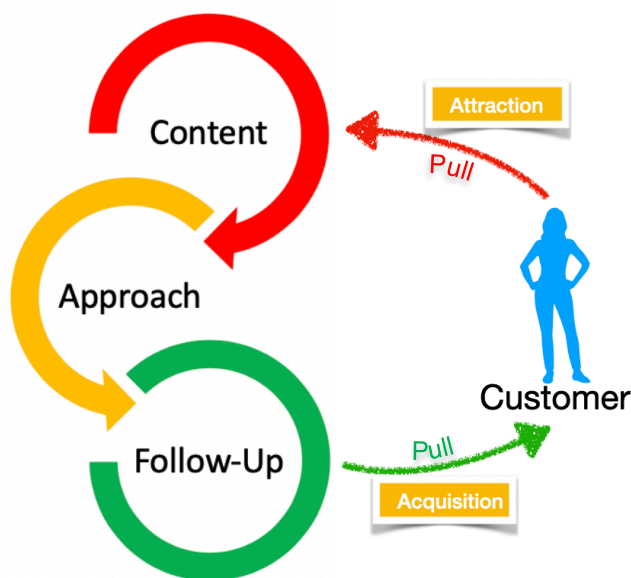 Attraction
Content
Pull
Approach
Customer
Pull
Follow-Up
Acquisition